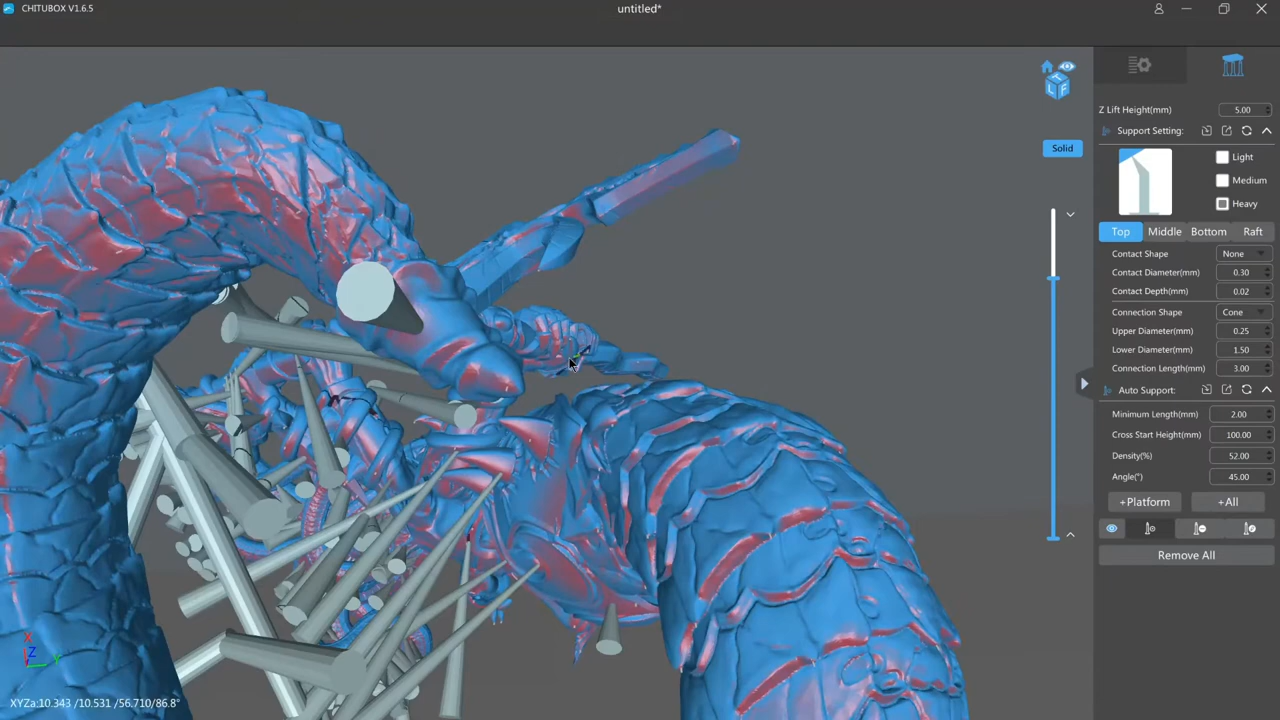 CHITUBOX V1.6.5
untitled*
Z Lift Height(mm) 5.00
Support Setting:
Light
Medium
Heavy
Top Middle Bottom Raft
Contact Shape None
Contact Diameter(mm) 0.30
Contact Depth(mm) 0.02
Connection Shape Cone
Upper Diameter(mm) 0.25
Lower Diameter(mm) 1.50
Connection Length(mm) 3.00
Auto Support:
Minimum Length(mm) 2.00
Cross Start Height(mm) 100.00
Density(%) 52.00
Angle(°) 45.00
+Platform +All
Remove All
Solid
T
L F
X
Z Y
XYZa:10.343 /10.531 /56.710/86.8°